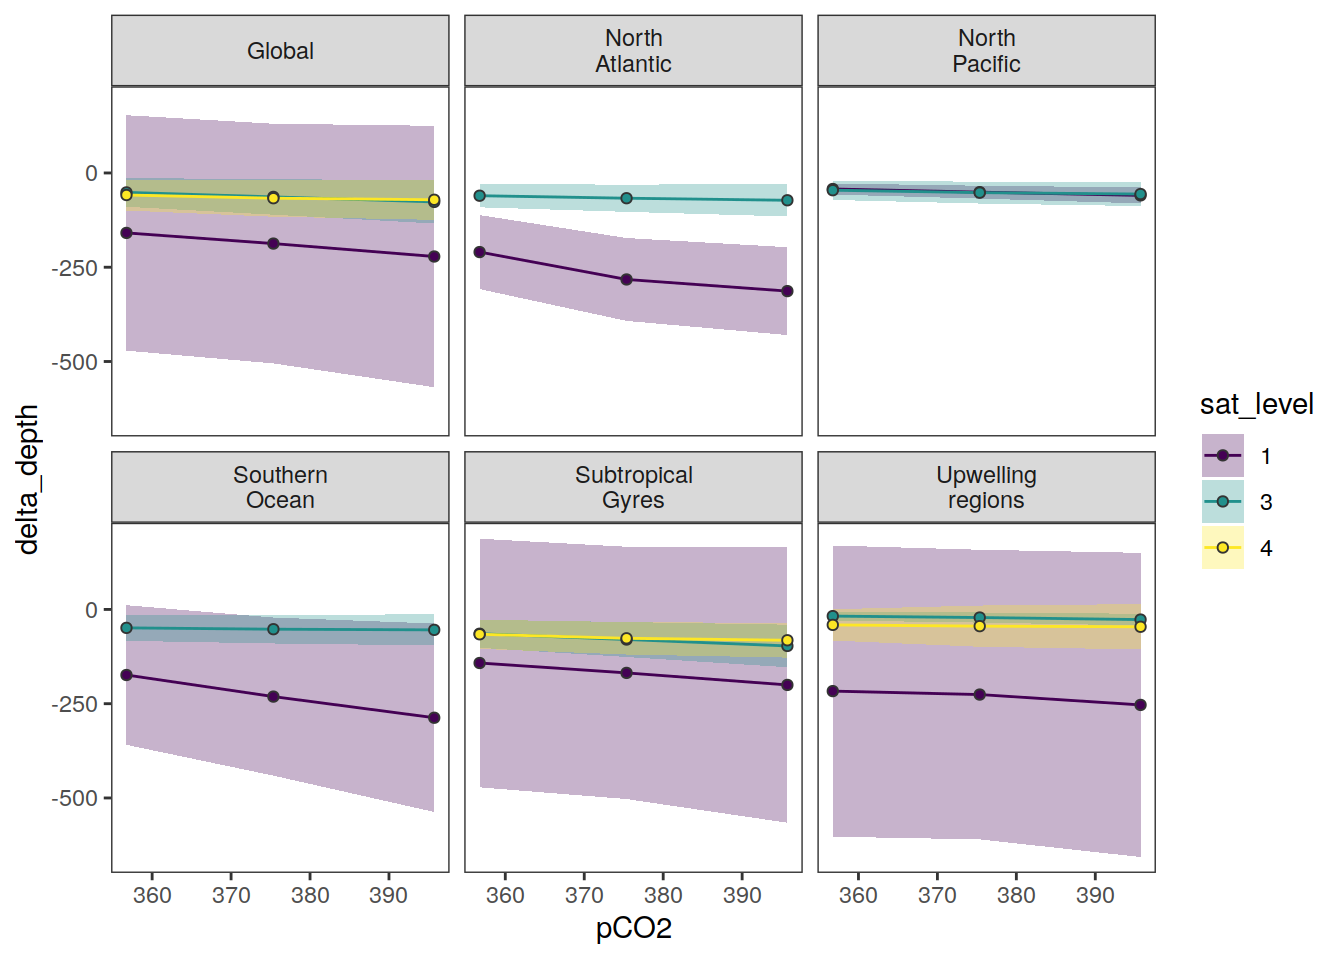 Global
North
Atlantic
North
Pacific
0
-250
-500
Southern
Ocean
Subtropical
Gyres
Upwelling
regions
0
-250
-500
360 370 380 390
360 370 380 390
360 370 380 390
pCO2
delta_depth
sat_level
1
3
4